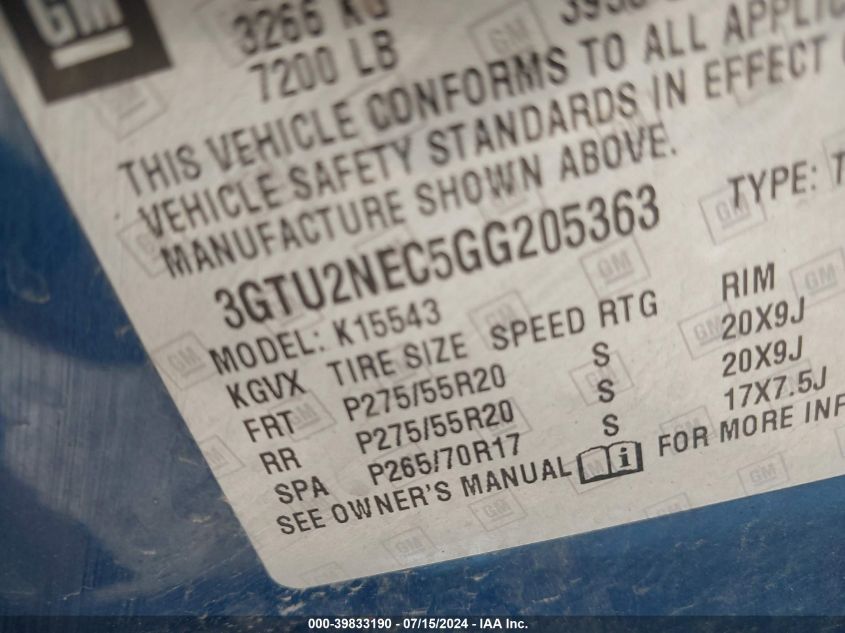 GM
3266 KG
7200 LB
THIS VEHICLE CONFORMS TO ALL
VEHICLE SAFETY STANDARDS IN EFFECT
MANUFACTURE SHOWN ABOVE.
3GTU2NEC5GG205363 TYPE: T
MODEL: K15543
KGVX TIRE SIZE SPEED RTG RIM
FRT P275/55R20 S 20X9J
RR P275/55R20 S 20X9J
SPA P265/70R17 S 17X7.5J
SEE OWNER'S MANUAL i FOR MORE INF
000-39833190 - 07/15/2024 - IAA Inc.